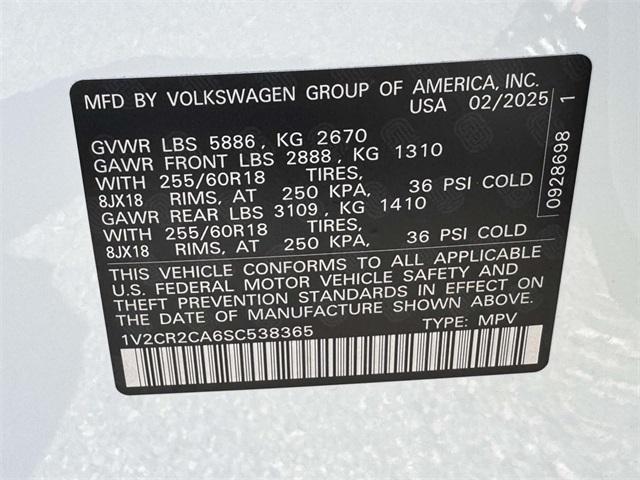 MFD BY VOLKSWAGEN GROUP OF AMERICA, INC.
USA 02/2025
GVWR LBS 5886, KG 2670
GAWR FRONT LBS 2888, KG 1310
WITH 255/60R18 TIRES,
8JX18 RIMS, AT 250 KPA, 36 PSI COLD
GAWR REAR LBS 3109, KG 1410
WITH 255/60R18 TIRES,
8JX18 RIMS, AT 250 KPA, 36 PSI COLD
THIS VEHICLE CONFORMS TO ALL APPLICABLE
U.S. FEDERAL MOTOR VEHICLE SAFETY AND
THEFT PREVENTION STANDARDS IN EFFECT ON
THE DATE OF MANUFACTURE SHOWN ABOVE.
1V2CR2CA6SC538365 TYPE: MPV
0928698 1